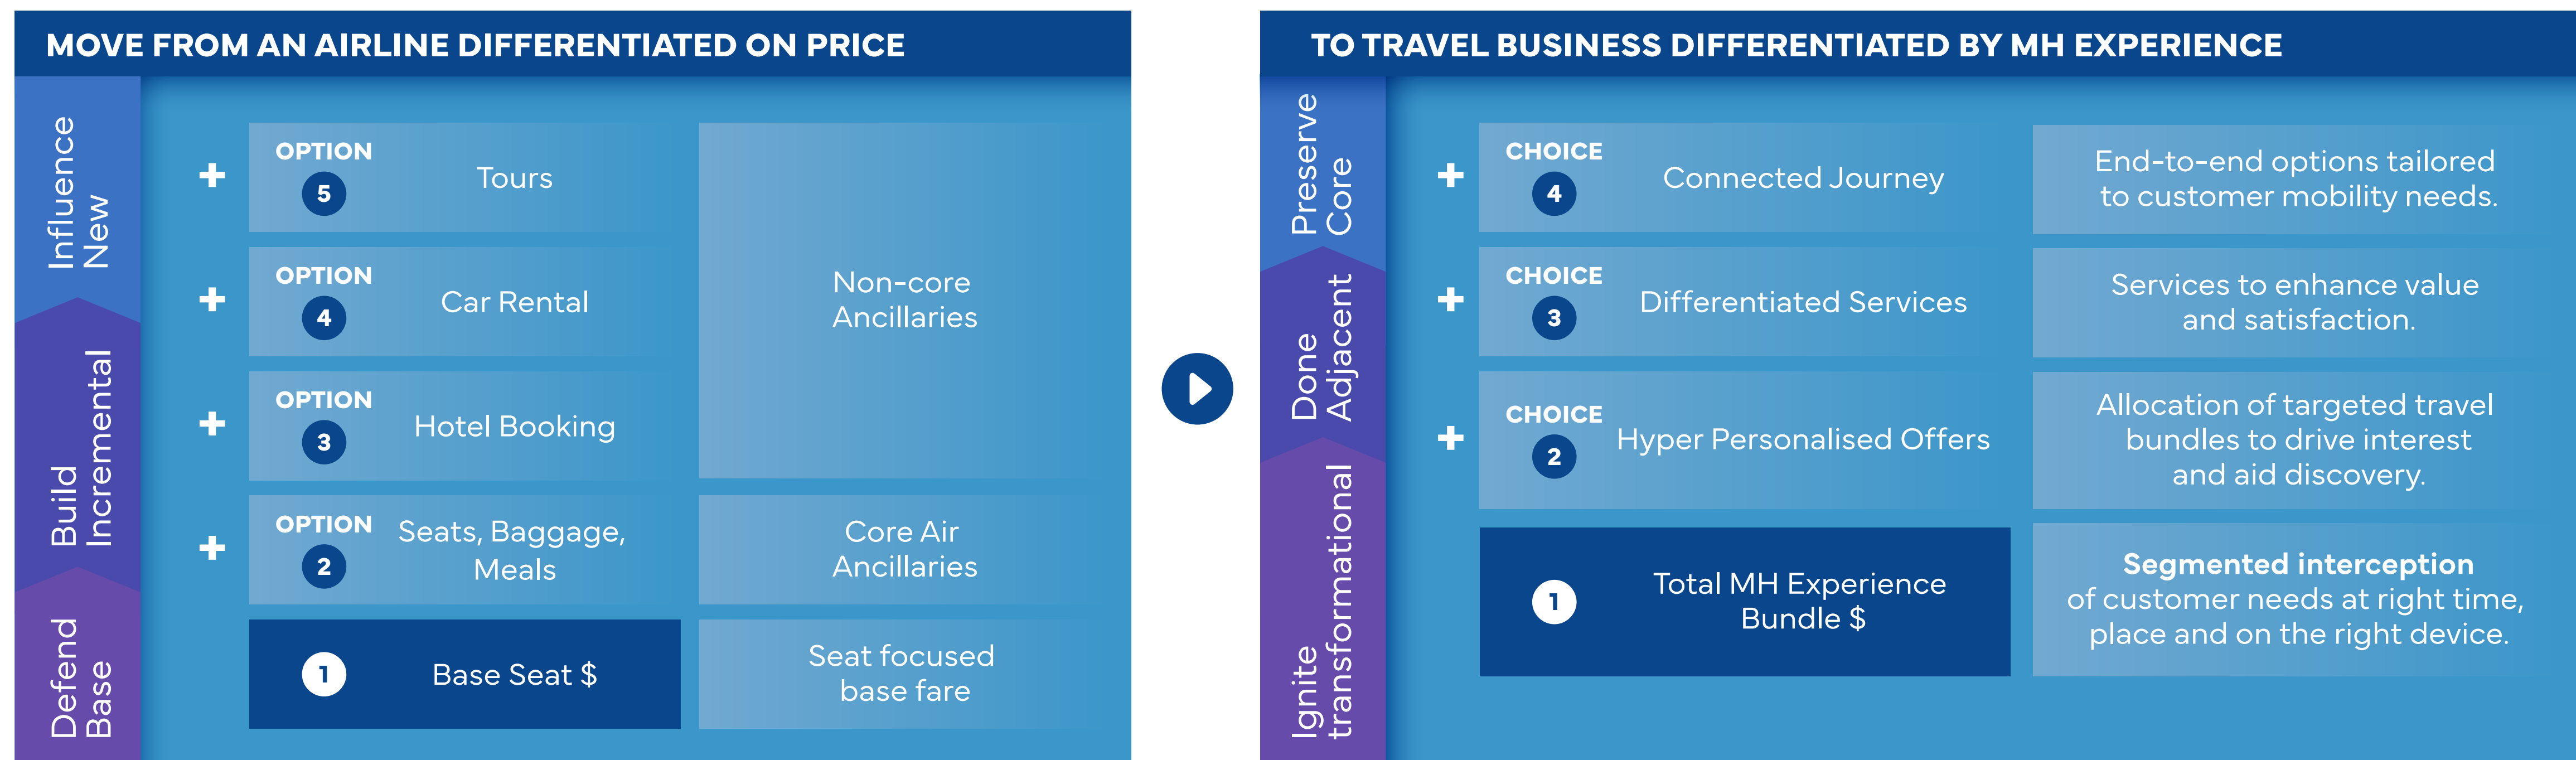 MOVE FROM AN AIRLINE DIFFERENTIATED ON PRICE
Influence
New
Build
Incremental
Defend
Base
+
OPTION
5
Tours
+
OPTION
4
Car Rental
+
OPTION
3
Hotel Booking
Non-core
Ancillaries
+
OPTION
2
Seats, Baggage,
Meals
Core Air
Ancillaries
1
Base Seat $
Seat focused
base fare
TO TRAVEL BUSINESS DIFFERENTIATED BY MH EXPERIENCE
Preserve
Core
Done
Adjacent
Ignite
transformational
+
CHOICE
4
Connected Journey
End-to-end options tailored
to customer mobility needs.
+
CHOICE
3
Differentiated Services
Services to enhance value
and satisfaction.
+
CHOICE
2
Hyper Personalised Offers
Allocation of targeted travel
bundles to drive interest
and aid discovery.
1
Total MH Experience
Bundle $
Segmented interception
of customer needs at right time,
place and on the right device.